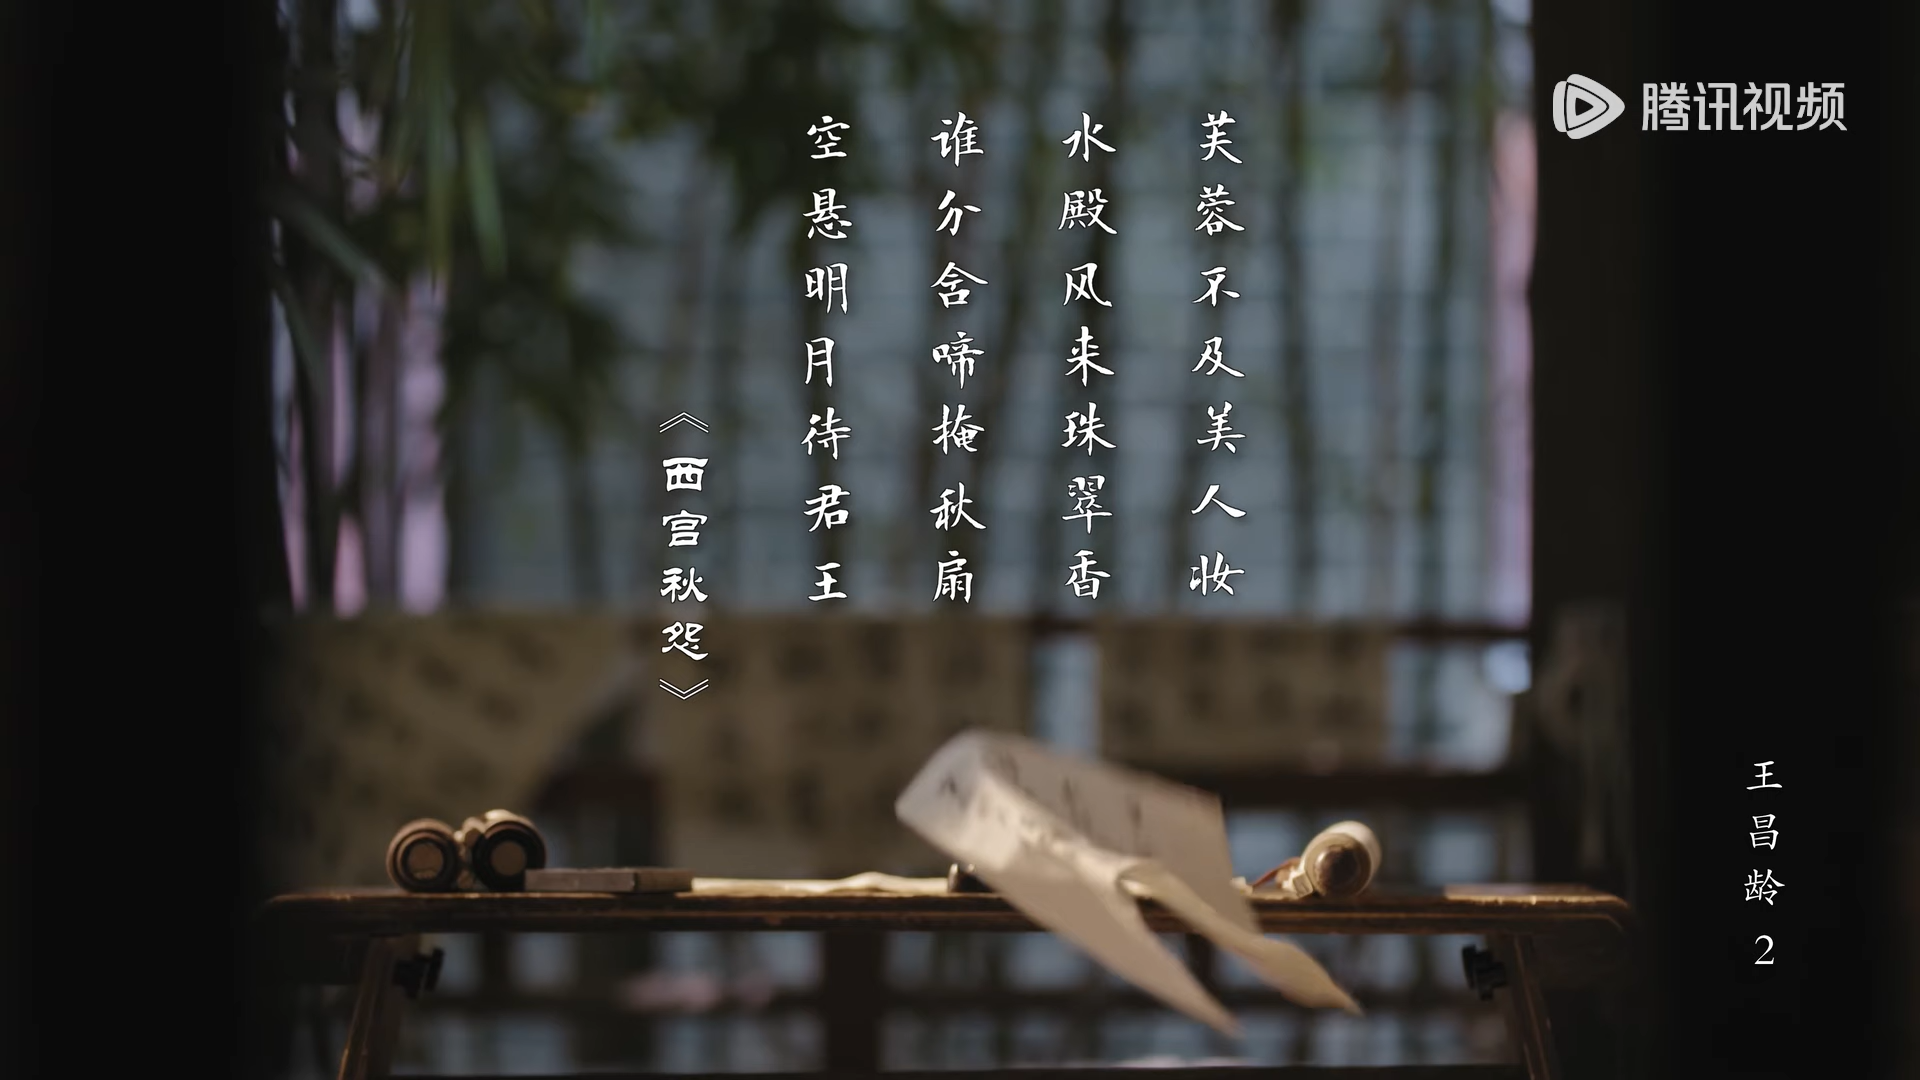 芙蓉不及美人妆
水殿风来珠翠香
谁分含啼掩秋扇
空悬明月待君王
《西宫秋怨》
腾讯视频
王昌龄 2